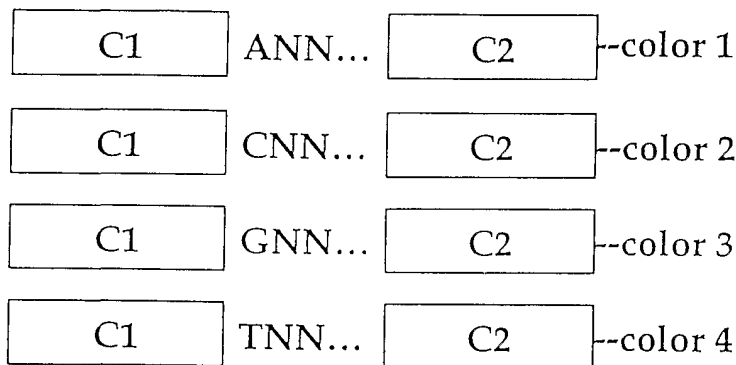 C1 ANN... C2 --color 1
C1 CNN... C2 --color 2
C1 GNN... C2 --color 3
C1 TNN... C2 --color 4